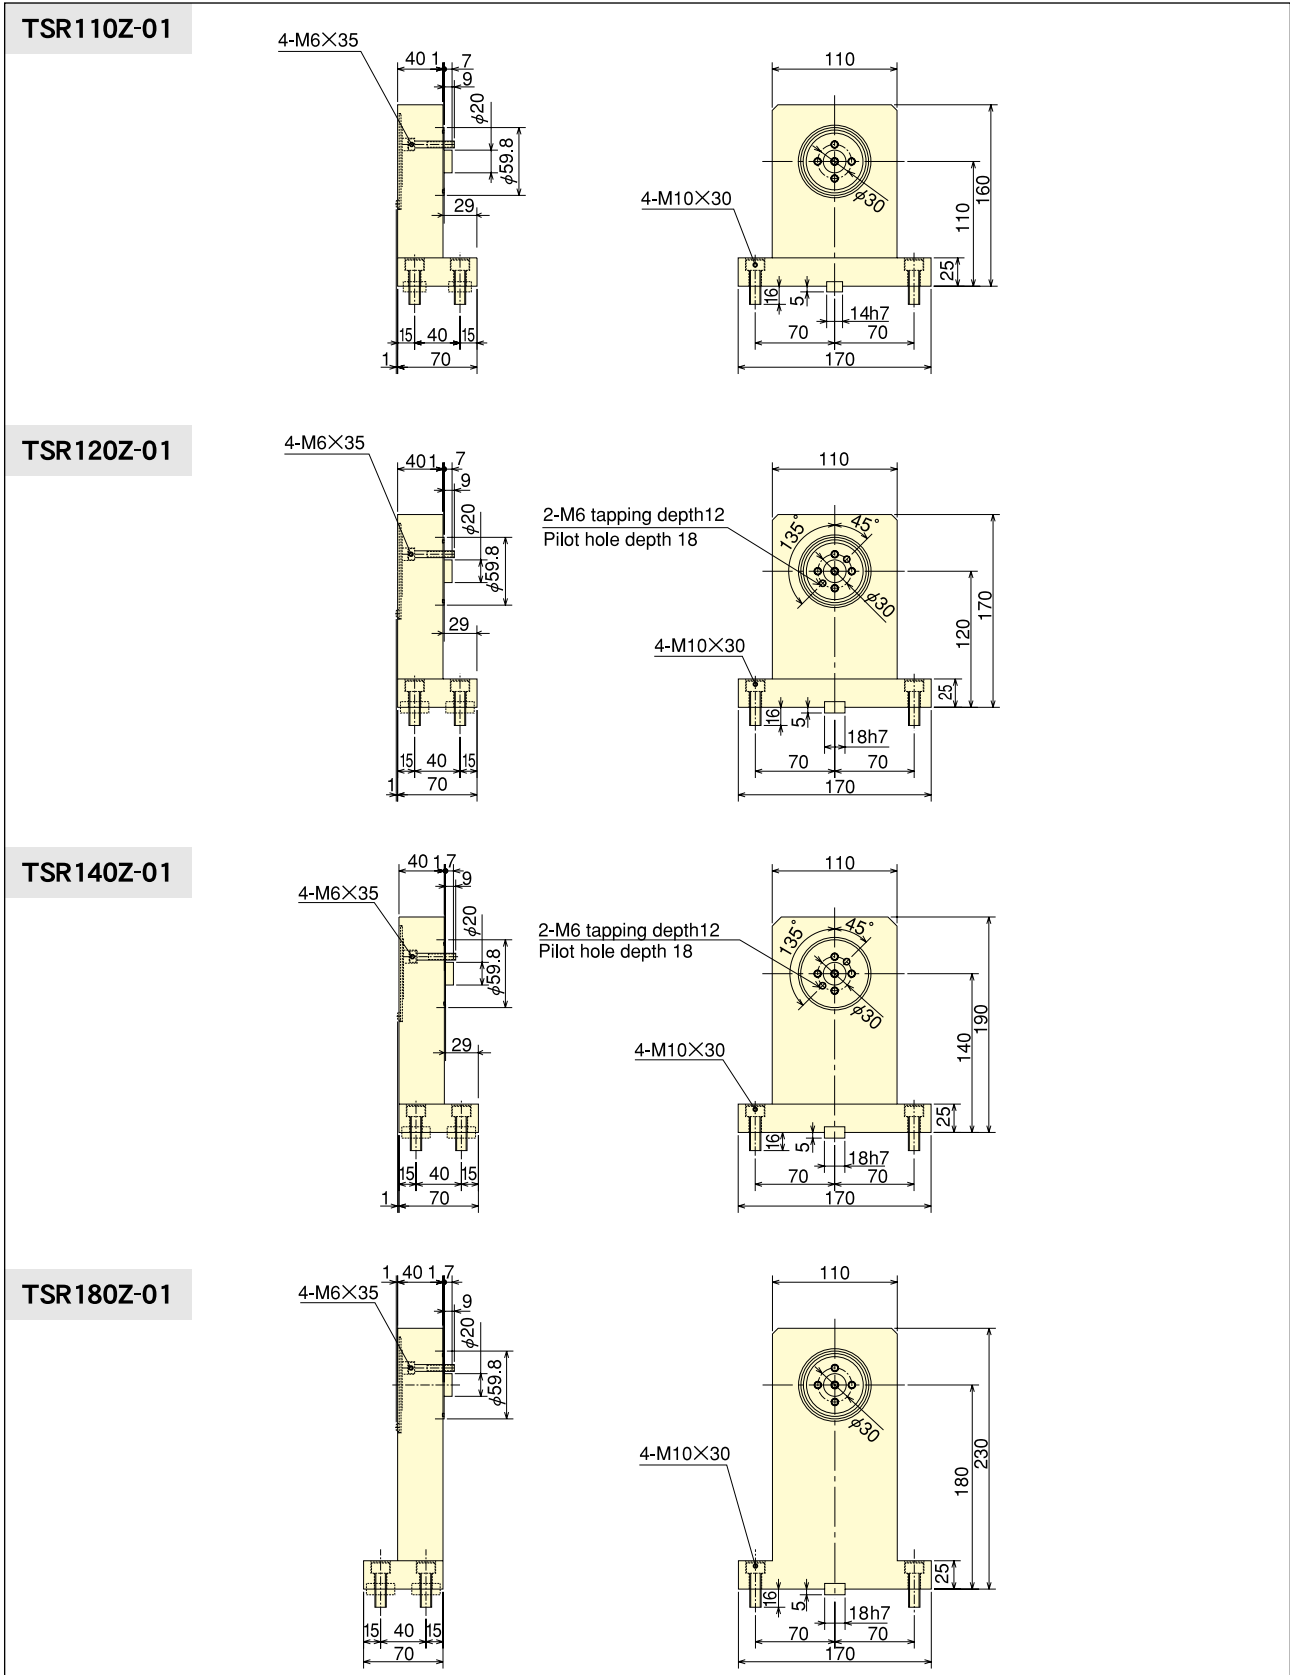 TSR110Z-01
4-M6×35
40 1 7
9
φ20
φ59.8
29
15 40 15
1 70
110
φ30
4-M10×30
160
110
25
16
5
14h7
70 70
170
TSR120Z-01
4-M6×35
40 1 7
9
φ20
φ59.8
29
15 40 15
1 70
110
2-M6 tapping depth12
Pilot hole depth 18
135°
45°
φ30
4-M10×30
170
120
25
16
5
18h7
70 70
170
TSR140Z-01
4-M6×35
40 1 7
9
φ20
φ59.8
29
15 40 15
1 70
110
2-M6 tapping depth12
Pilot hole depth 18
135°
45°
φ30
4-M10×30
190
140
25
16
5
18h7
70 70
170
TSR180Z-01
4-M6×35
1 40 1 7
9
φ20
φ59.8
15 40 15
70
110
φ30
4-M10×30
230
180
25
16
5
18h7
70 70
170